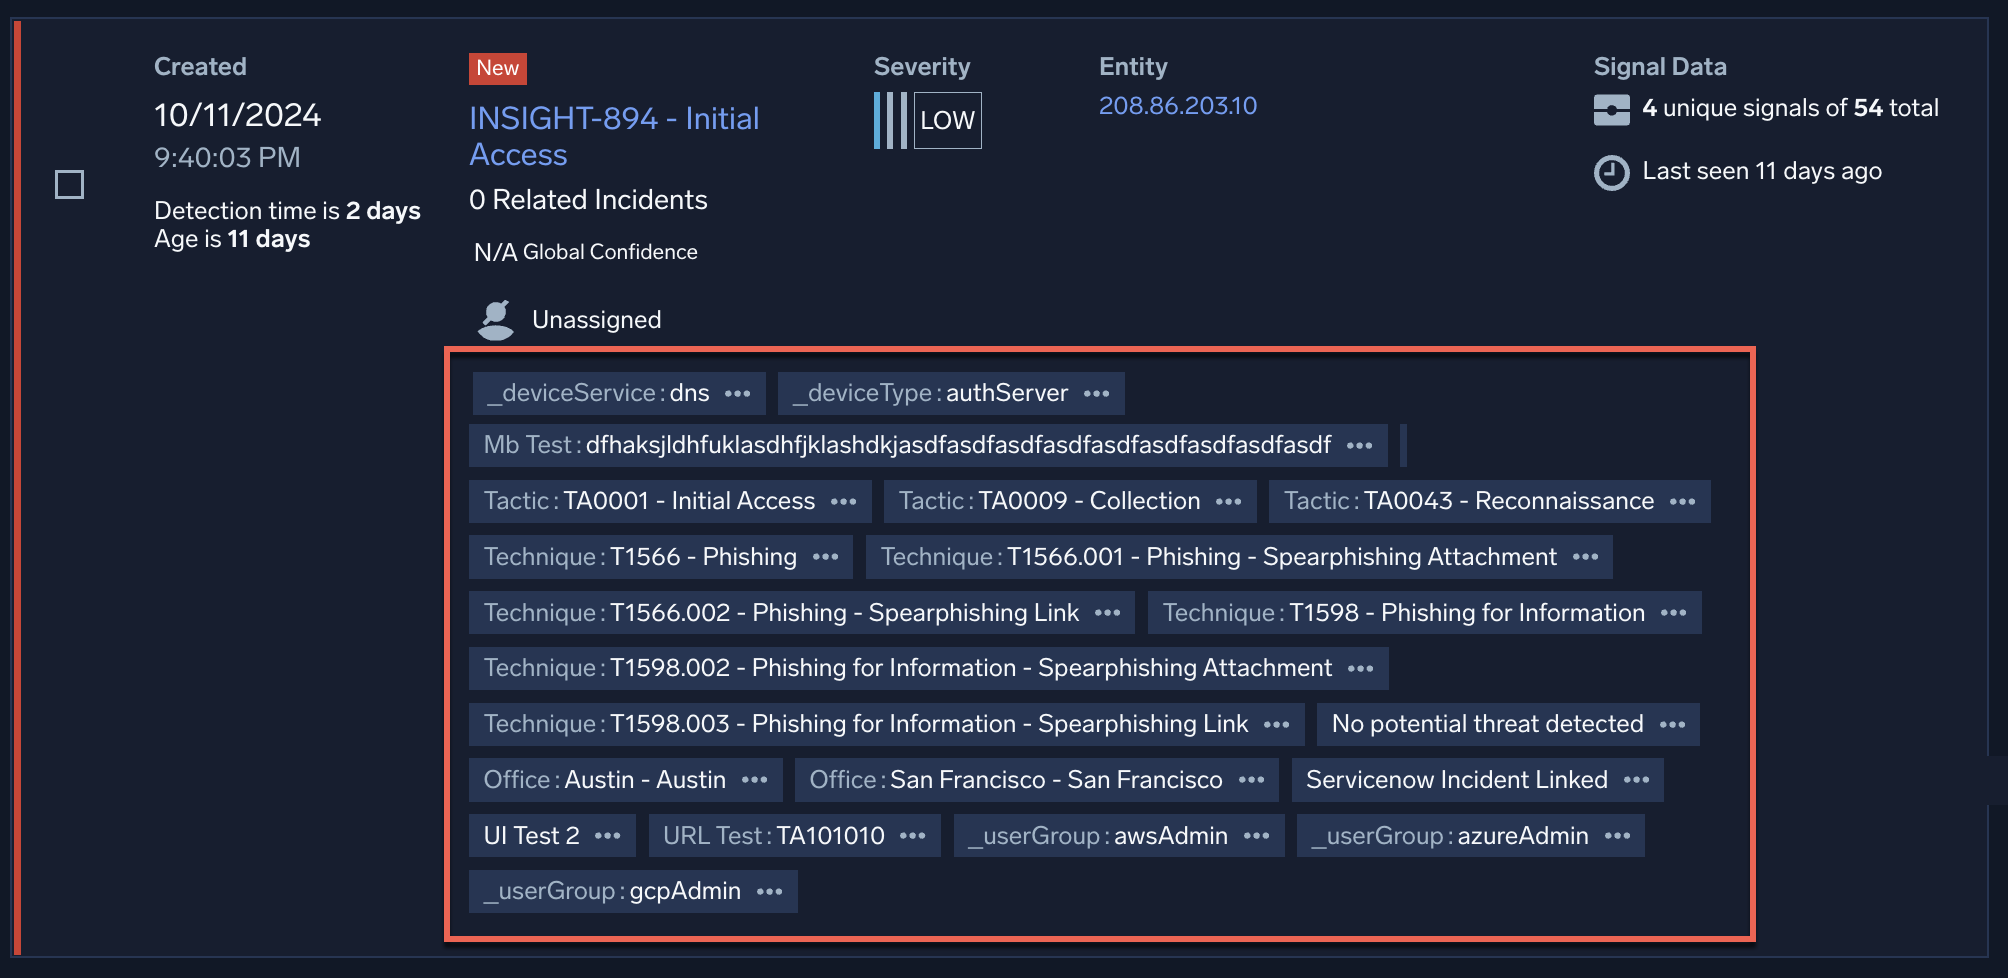 Created
10/11/2024
9:40:03 PM
Detection time is 2 days
Age is 11 days
New
INSIGHT-894 - Initial
Access
0 Related Incidents
N/A Global Confidence
Unassigned
Severity
LOW
Entity
208.86.203.10
Signal Data
4 unique signals of 54 total
Last seen 11 days ago
_deviceService: dns ••• _deviceType: authServer •••
Mb Test: dfhaksjldhfuklasdhfjklashdkjasdfasdfasdfasdfasdfasdfasdfasdfasdf •••
Tactic: TA0001 - Initial Access ••• Tactic: TA0009 - Collection ••• Tactic: TA0043 - Reconnaissance •••
Technique: T1566 - Phishing ••• Technique: T1566.001 - Phishing - Spearphishing Attachment •••
Technique: T1566.002 - Phishing - Spearphishing Link ••• Technique: T1598 - Phishing for Information •••
Technique: T1598.002 - Phishing for Information - Spearphishing Attachment •••
Technique: T1598.003 - Phishing for Information - Spearphishing Link ••• No potential threat detected •••
Office: Austin - Austin ••• Office: San Francisco - San Francisco ••• Servicenow Incident Linked •••
UI Test 2 ••• URL Test: TA101010 ••• _userGroup: awsAdmin ••• _userGroup: azureAdmin •••
_userGroup: gcpAdmin •••